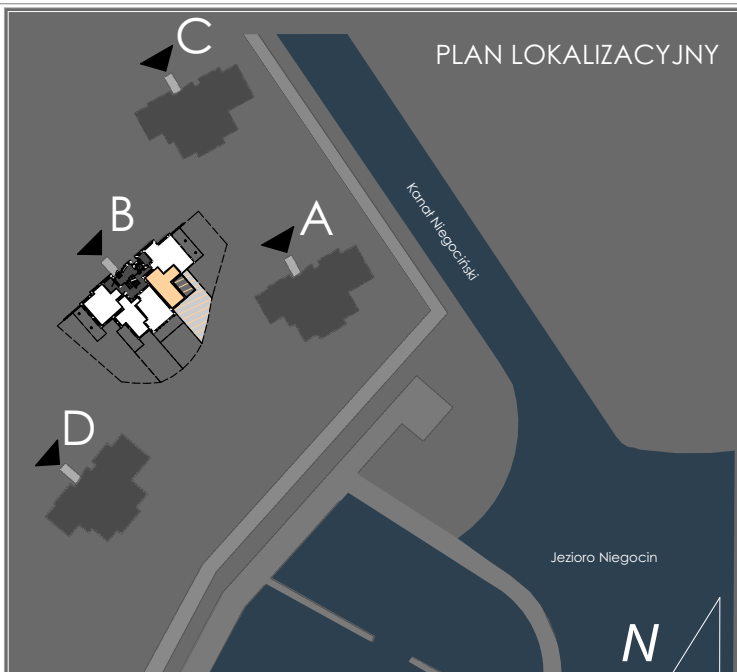 C
PLAN LOKALIZACYJNY
B
A
Kanał Niegociński
D
Jezioro Niegocin
N